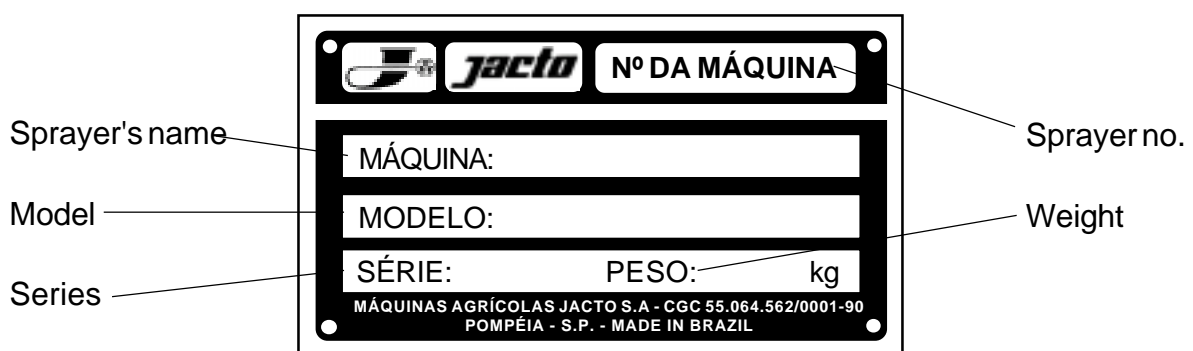 J® jacto Nº DA MÁQUINA
Sprayer's name
Sprayer no.
MÁQUINA:
Model
MODELO:
Weight
SÉRIE: PESO: kg
Series
MÁQUINAS AGRÍCOLAS JACTO S.A - CGC 55.064.562/0001-90
POMPÉIA - S.P. - MADE IN BRAZIL